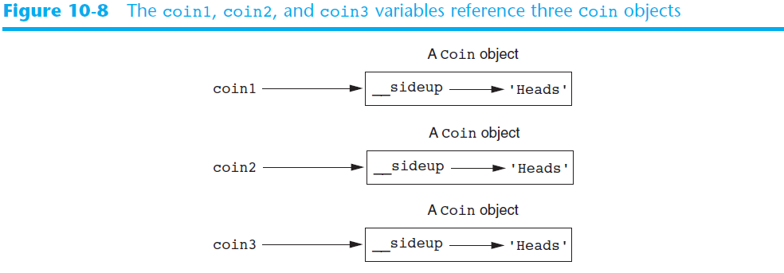 Figure 10-8 The coin1, coin2, and coin3 variables reference three Coin objects
A Coin object
coin1 __sideup 'Heads'
A Coin object
coin2 __sideup 'Heads'
A Coin object
coin3 __sideup 'Heads'